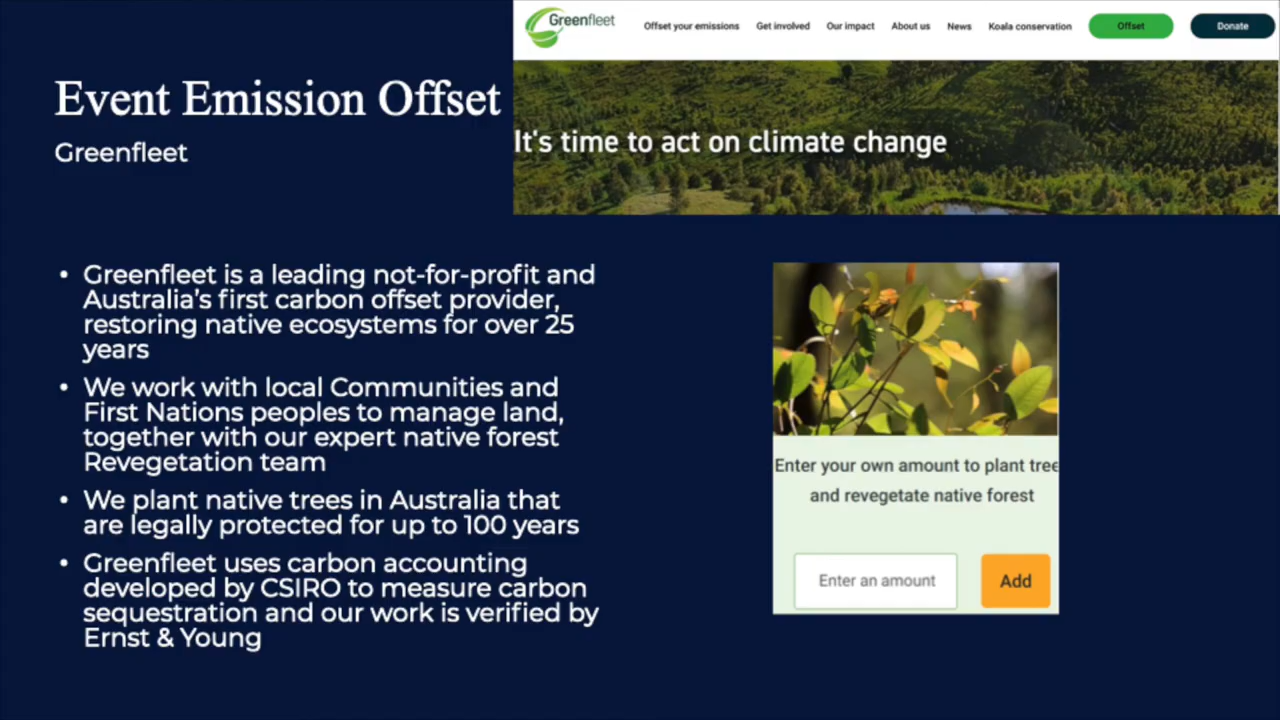 Event Emission Offset
Greenfleet
Greenfleet
Offset your emissions
Get involved
Our impact
About us
News
Koala conservation
Offset
Donate
It's time to act on climate change
• Greenfleet is a leading not-for-profit and
Australia's first carbon offset provider,
restoring native ecosystems for over 25
years
• We work with local Communities and
First Nations peoples to manage land,
together with our expert native forest
Revegetation team
• We plant native trees in Australia that
are legally protected for up to 100 years
• Greenfleet uses carbon accounting
developed by CSIRO to measure carbon
sequestration and our work is verified by
Ernst & Young
Enter your own amount to plant tree
and revegetate native forest
Enter an amount
Add